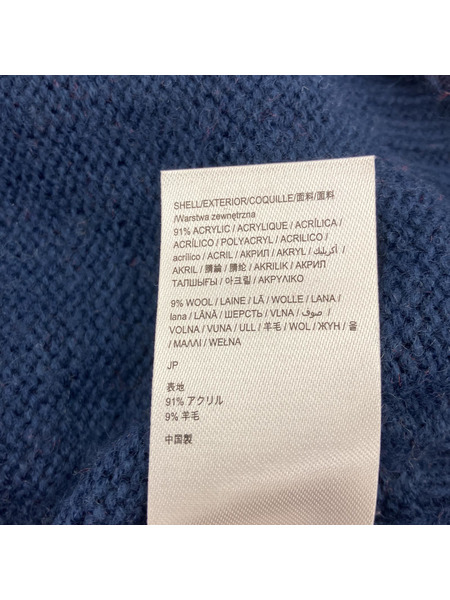 SHELL/EXTERIOR/COQUILLE/面料/面料
/Warstwa zewnętrzna
91% ACRYLIC / ACRYLIQUE / ACRÍLICA /
ACRÍLICO / POLYACRYL / ACRILICO /
acrílico / ACRIL / АКРИЛ / AKRYL / أكريليك /
AKRIL / 腈綸 / 腈纶 / AKRILIK / АКРИЛ
ТАЛШЫҒЫ / 아크릴 / ΑΚΡΥΛΙΚΟ
9% WOOL / LAINE / LÃ / WOLLE / LANA /
lana / LÂNĂ / ШЕРСТЬ / VLNA / صوف /
VOLNA / VUNA / ULL / 羊毛 / WOL / ЖҮН / 울
/ ΜΑΛΛΙ / WEŁNA
JP
表地
91% アクリル
9% 羊毛
中国製